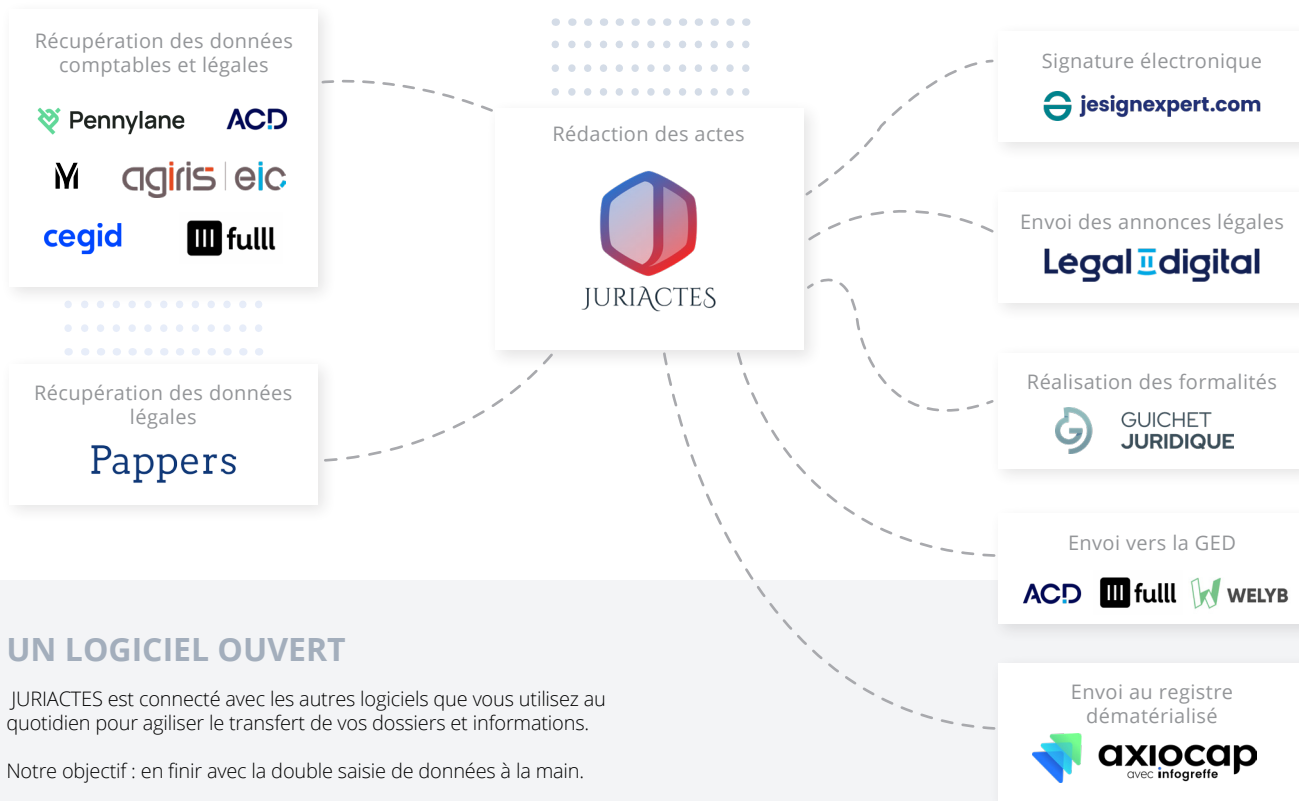 Récupération des données
comptables et légales
Pennylane ACD
agiris eic
cegid fulll
Récupération des données
légales
Pappers
Rédaction des actes
JURIACTES
Signature électronique
jesignexpert.com
Envoi des annonces légales
Légal digital
Réalisation des formalités
GUICHET
JURIDIQUE
Envoi vers la GED
ACD fulll WELYB
Envoi au registre
dématérialisé
axiocap
avec infogreffe
UN LOGICIEL OUVERT
JURIACTES est connecté avec les autres logiciels que vous utilisez au
quotidien pour agiliser le transfert de vos dossiers et informations.
Notre objectif : en finir avec la double saisie de données à la main.